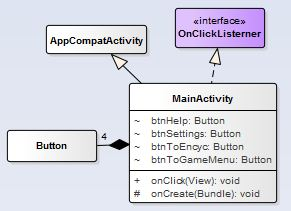 «interface»
OnClickListerner
AppCompatActivity
MainActivity
~ btnHelp: Button
~ btnSettings: Button
~ btnToEncyc: Button
~ btnToGameMenu: Button
+ onClick(View): void
# onCreate(Bundle): void
4
Button